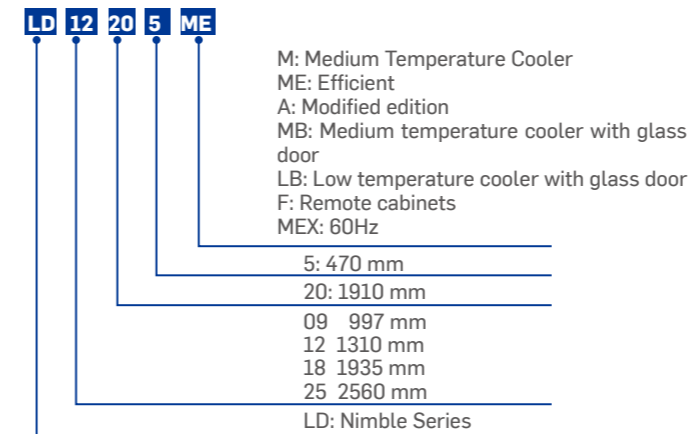 LD 12 20 5 ME
M: Medium Temperature Cooler
ME: Efficient
A: Modified edition
MB: Medium temperature cooler with glass
door
LB: Low temperature cooler with glass door
F: Remote cabinets
MEX: 60Hz
5: 470 mm
20: 1910 mm
09 997 mm
12 1310 mm
18 1935 mm
25 2560 mm
LD: Nimble Series